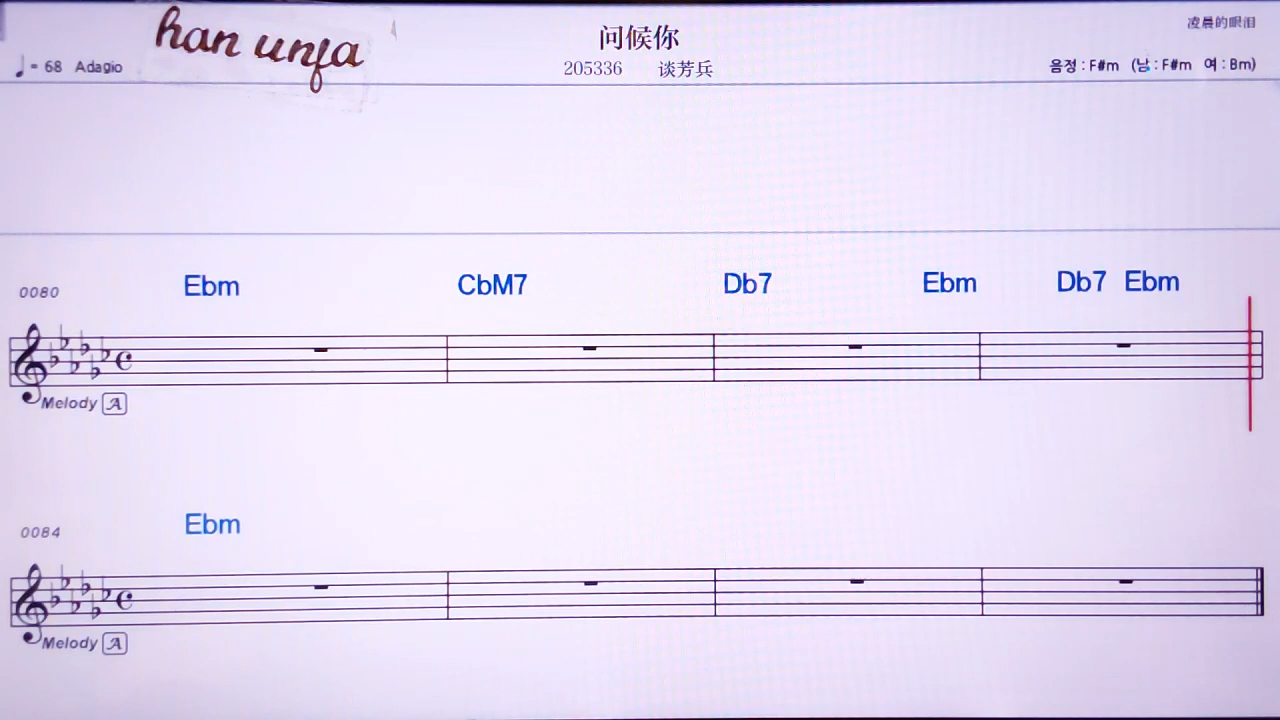 han unja
问候你
凌晨的眼泪
♩= 68 Adagio
205336 谈芳兵
음정 : F#m (남 : F#m 여 : Bm)
0080
Ebm CbM7 Db7 Ebm Db7 Ebm
Melody A
0084
Ebm
Melody A